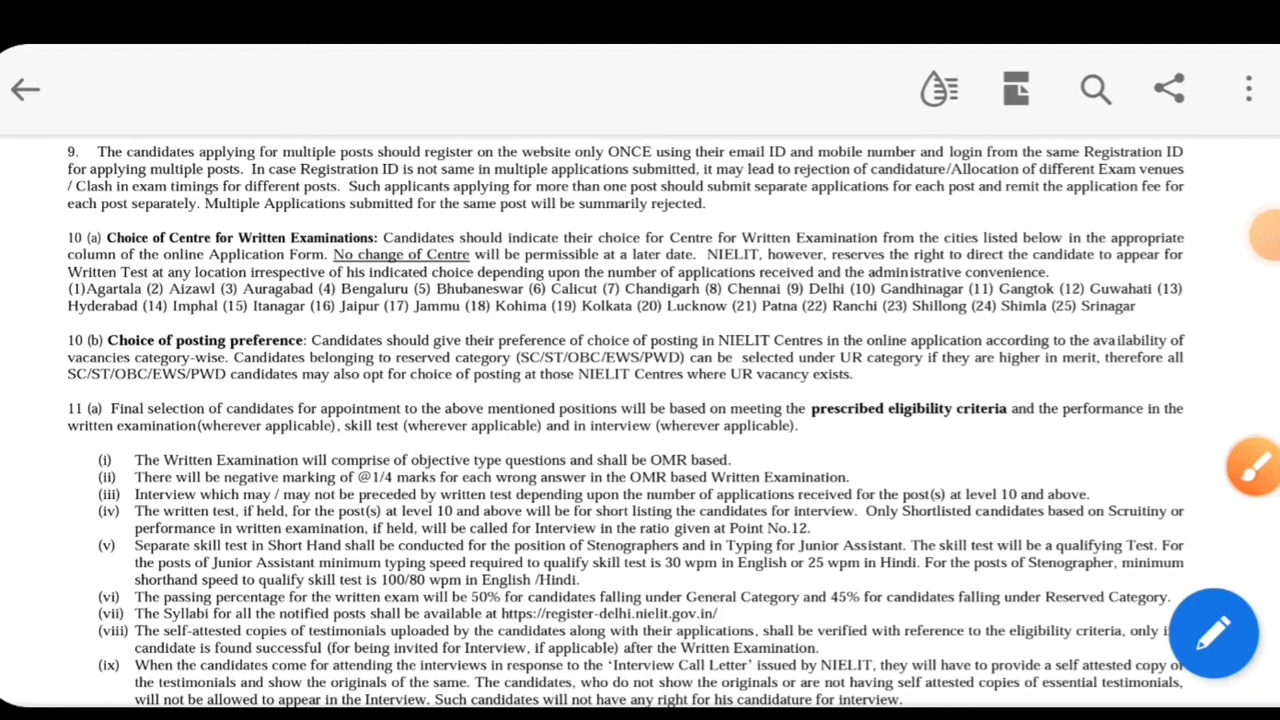 9. The candidates applying for multiple posts should register on the website only ONCE using their email ID and mobile number and login from the same Registration ID
for applying multiple posts. In case Registration ID is not same in multiple applications submitted, it may lead to rejection of candidature/Allocation of different Exam venues
/ Clash in exam timings for different posts. Such applicants applying for more than one post should submit separate applications for each post and remit the application fee for
each post separately. Multiple Applications submitted for the same post will be summarily rejected.
10 (a) Choice of Centre for Written Examinations: Candidates should indicate their choice for Centre for Written Examination from the cities listed below in the appropriate
column of the online Application Form. No change of Centre will be permissible at a later date. NIELIT, however, reserves the right to direct the candidate to appear for
Written Test at any location irrespective of his indicated choice depending upon the number of applications received and the administrative convenience.
(1)Agartala (2) Aizawl (3) Auragabad (4) Bengaluru (5) Bhubaneswar (6) Calicut (7) Chandigarh (8) Chennai (9) Delhi (10) Gandhinagar (11) Gangtok (12) Guwahati (13)
Hyderabad (14) Imphal (15) Itanagar (16) Jaipur (17) Jammu (18) Kohima (19) Kolkata (20) Lucknow (21) Patna (22) Ranchi (23) Shillong (24) Shimla (25) Srinagar
10 (b) Choice of posting preference: Candidates should give their preference of choice of posting in NIELIT Centres in the online application according to the availability of
vacancies category-wise. Candidates belonging to reserved category (SC/ST/OBC/EWS/PWD) can be selected under UR category if they are higher in merit, therefore all
SC/ST/OBC/EWS/PWD candidates may also opt for choice of posting at those NIELIT Centres where UR vacancy exists.
11 (a) Final selection of candidates for appointment to the above mentioned positions will be based on meeting the prescribed eligibility criteria and the performance in the
written examination(wherever applicable), skill test (wherever applicable) and in interview (wherever applicable).
(i) The Written Examination will comprise of objective type questions and shall be OMR based.
(ii) There will be negative marking of @1/4 marks for each wrong answer in the OMR based Written Examination.
(iii) Interview which may / may not be preceded by written test depending upon the number of applications received for the post(s) at level 10 and above.
(iv) The written test, if held, for the post(s) at level 10 and above will be for short listing the candidates for interview. Only Shortlisted candidates based on Scruitiny or
performance in written examination, if held, will be called for Interview in the ratio given at Point No.12.
(v) Separate skill test in Short Hand shall be conducted for the position of Stenographers and in Typing for Junior Assistant. The skill test will be a qualifying Test. For
the posts of Junior Assistant minimum typing speed required to qualify skill test is 30 wpm in English or 25 wpm in Hindi. For the posts of Stenographer, minimum
shorthand speed to qualify skill test is 100/80 wpm in English /Hindi.
(vi) The passing percentage for the written exam will be 50% for candidates falling under General Category and 45% for candidates falling under Reserved Category.
(vii) The Syllabi for all the notified posts shall be available at https://register-delhi.nielit.gov.in/
(viii) The self-attested copies of testimonials uploaded by the candidates along with their applications, shall be verified with reference to the eligibility criteria, only
candidate is found successful (for being invited for Interview, if applicable) after the Written Examination.
(ix) When the candidates come for attending the interviews in response to the ‘Interview Call Letter’ issued by NIELIT, they will have to provide a self attested copy of
the testimonials and show the originals of the same. The candidates, who do not show the originals or are not having self attested copies of essential testimonials,
will not be allowed to appear in the Interview. Such candidates will not have any right for his candidature for interview.